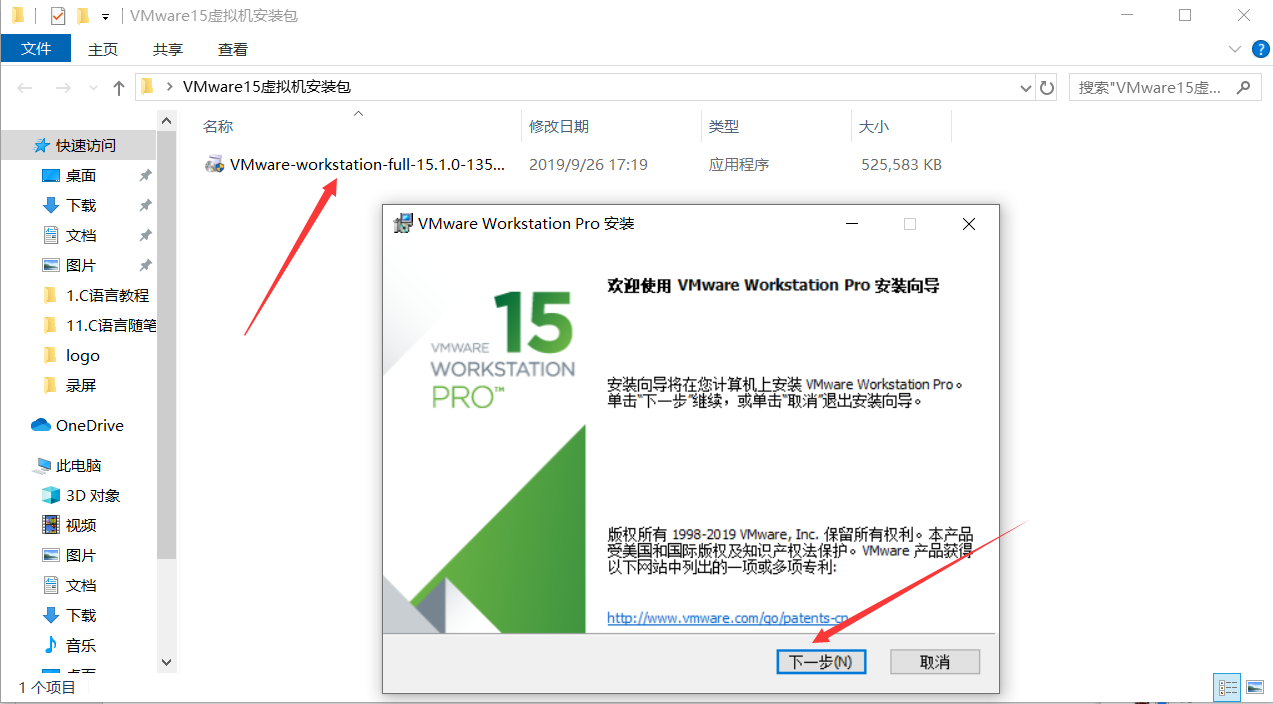 VMware15虚拟机安装包
文件 主页 共享 查看
VMware15虚拟机安装包
搜索"VMware15虚...
名称 修改日期 类型 大小
VMware-workstation-full-15.1.0-135... 2019/9/26 17:19 应用程序 525,583 KB
快速访问
桌面
下载
文档
图片
1.C语言教程
11.C语言随笔
logo
录屏
OneDrive
此电脑
3D 对象
视频
图片
文档
下载
音乐
1 个项目
VMware Workstation Pro 安装
15
VMWARE
WORKSTATION
PRO™
欢迎使用 VMware Workstation Pro 安装向导
安装向导将在您计算机上安装 VMware Workstation Pro。
单击"下一步"继续，或单击"取消"退出安装向导。
版权所有 1998-2019 VMware, Inc. 保留所有权利。本产品
受美国和国际版权及知识产权法保护。VMware 产品获得
以下网站中列出的一项或多项专利:
http://www.vmware.com/go/patents-cn
下一步(N) 取消